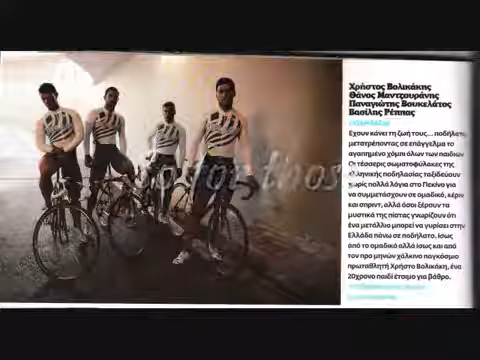 Χρήστος Βολικάκης
Θάνος Μαντζουράνης
Παναγιώτης Βουκελάτος
Βασίλης Ρέππας
Έχουν κάνει τη ζωή τους... ποδήλατο,
μετατρέποντας σε επάγγελμα το
αγαπημένο χόμπι όλων των παιδιών.
Οι τέσσερις σωματοφύλακες της
ελληνικής ποδηλασίας ταξιδεύουν
χωρίς πολλά λόγια στο Πεκίνο για
να συμμετάσχουν σε ομαδικό, κέριν
και σπριντ, αλλά όσοι ξέρουν τα
μυστικά της πίστας γνωρίζουν ότι
ένα μετάλλιο μπορεί να γυρίσει στην
Ελλάδα πάνω σε ποδήλατο. Ίσως
από το ομαδικό αλλά ίσως και από
τον προ μηνών χάλκινο παγκόσμιο
πρωταθλητή Χρήστο Βολικάκη, ένα
20χρονο παιδί έτοιμο για βάθρο.
for those